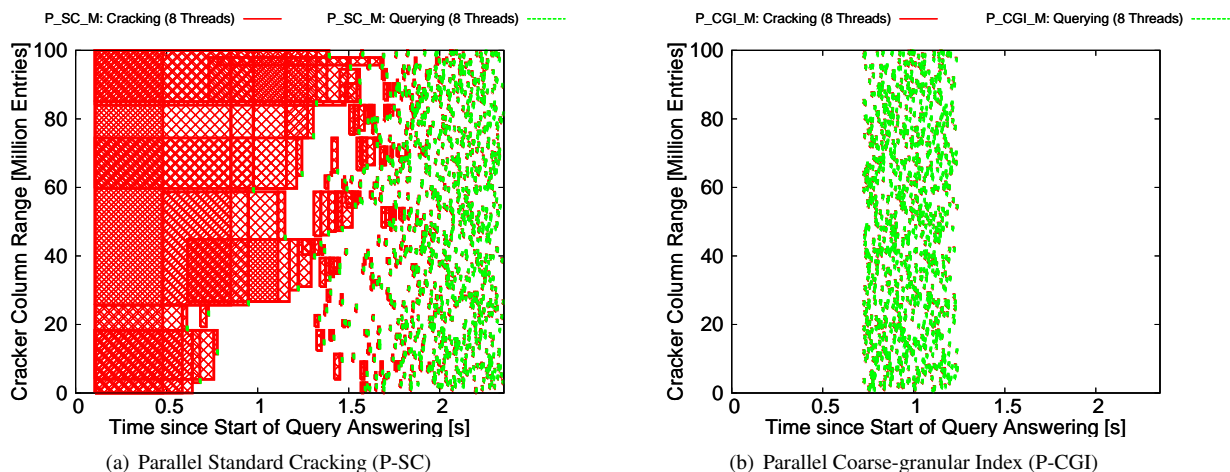 P_SC_M: Cracking (8 Threads)
P_SC_M: Querying (8 Threads)
Cracker Column Range [Million Entries]
100
80
60
40
20
0
0
0.5
1
1.5
2
Time since Start of Query Answering [s]
(a) Parallel Standard Cracking (P-SC)
P_CGI_M: Cracking (8 Threads)
P_CGI_M: Querying (8 Threads)
Cracker Column Range [Million Entries]
100
80
60
40
20
0
0
0.5
1
1.5
2
Time since Start of Query Answering [s]
(b) Parallel Coarse-granular Index (P-CGI)